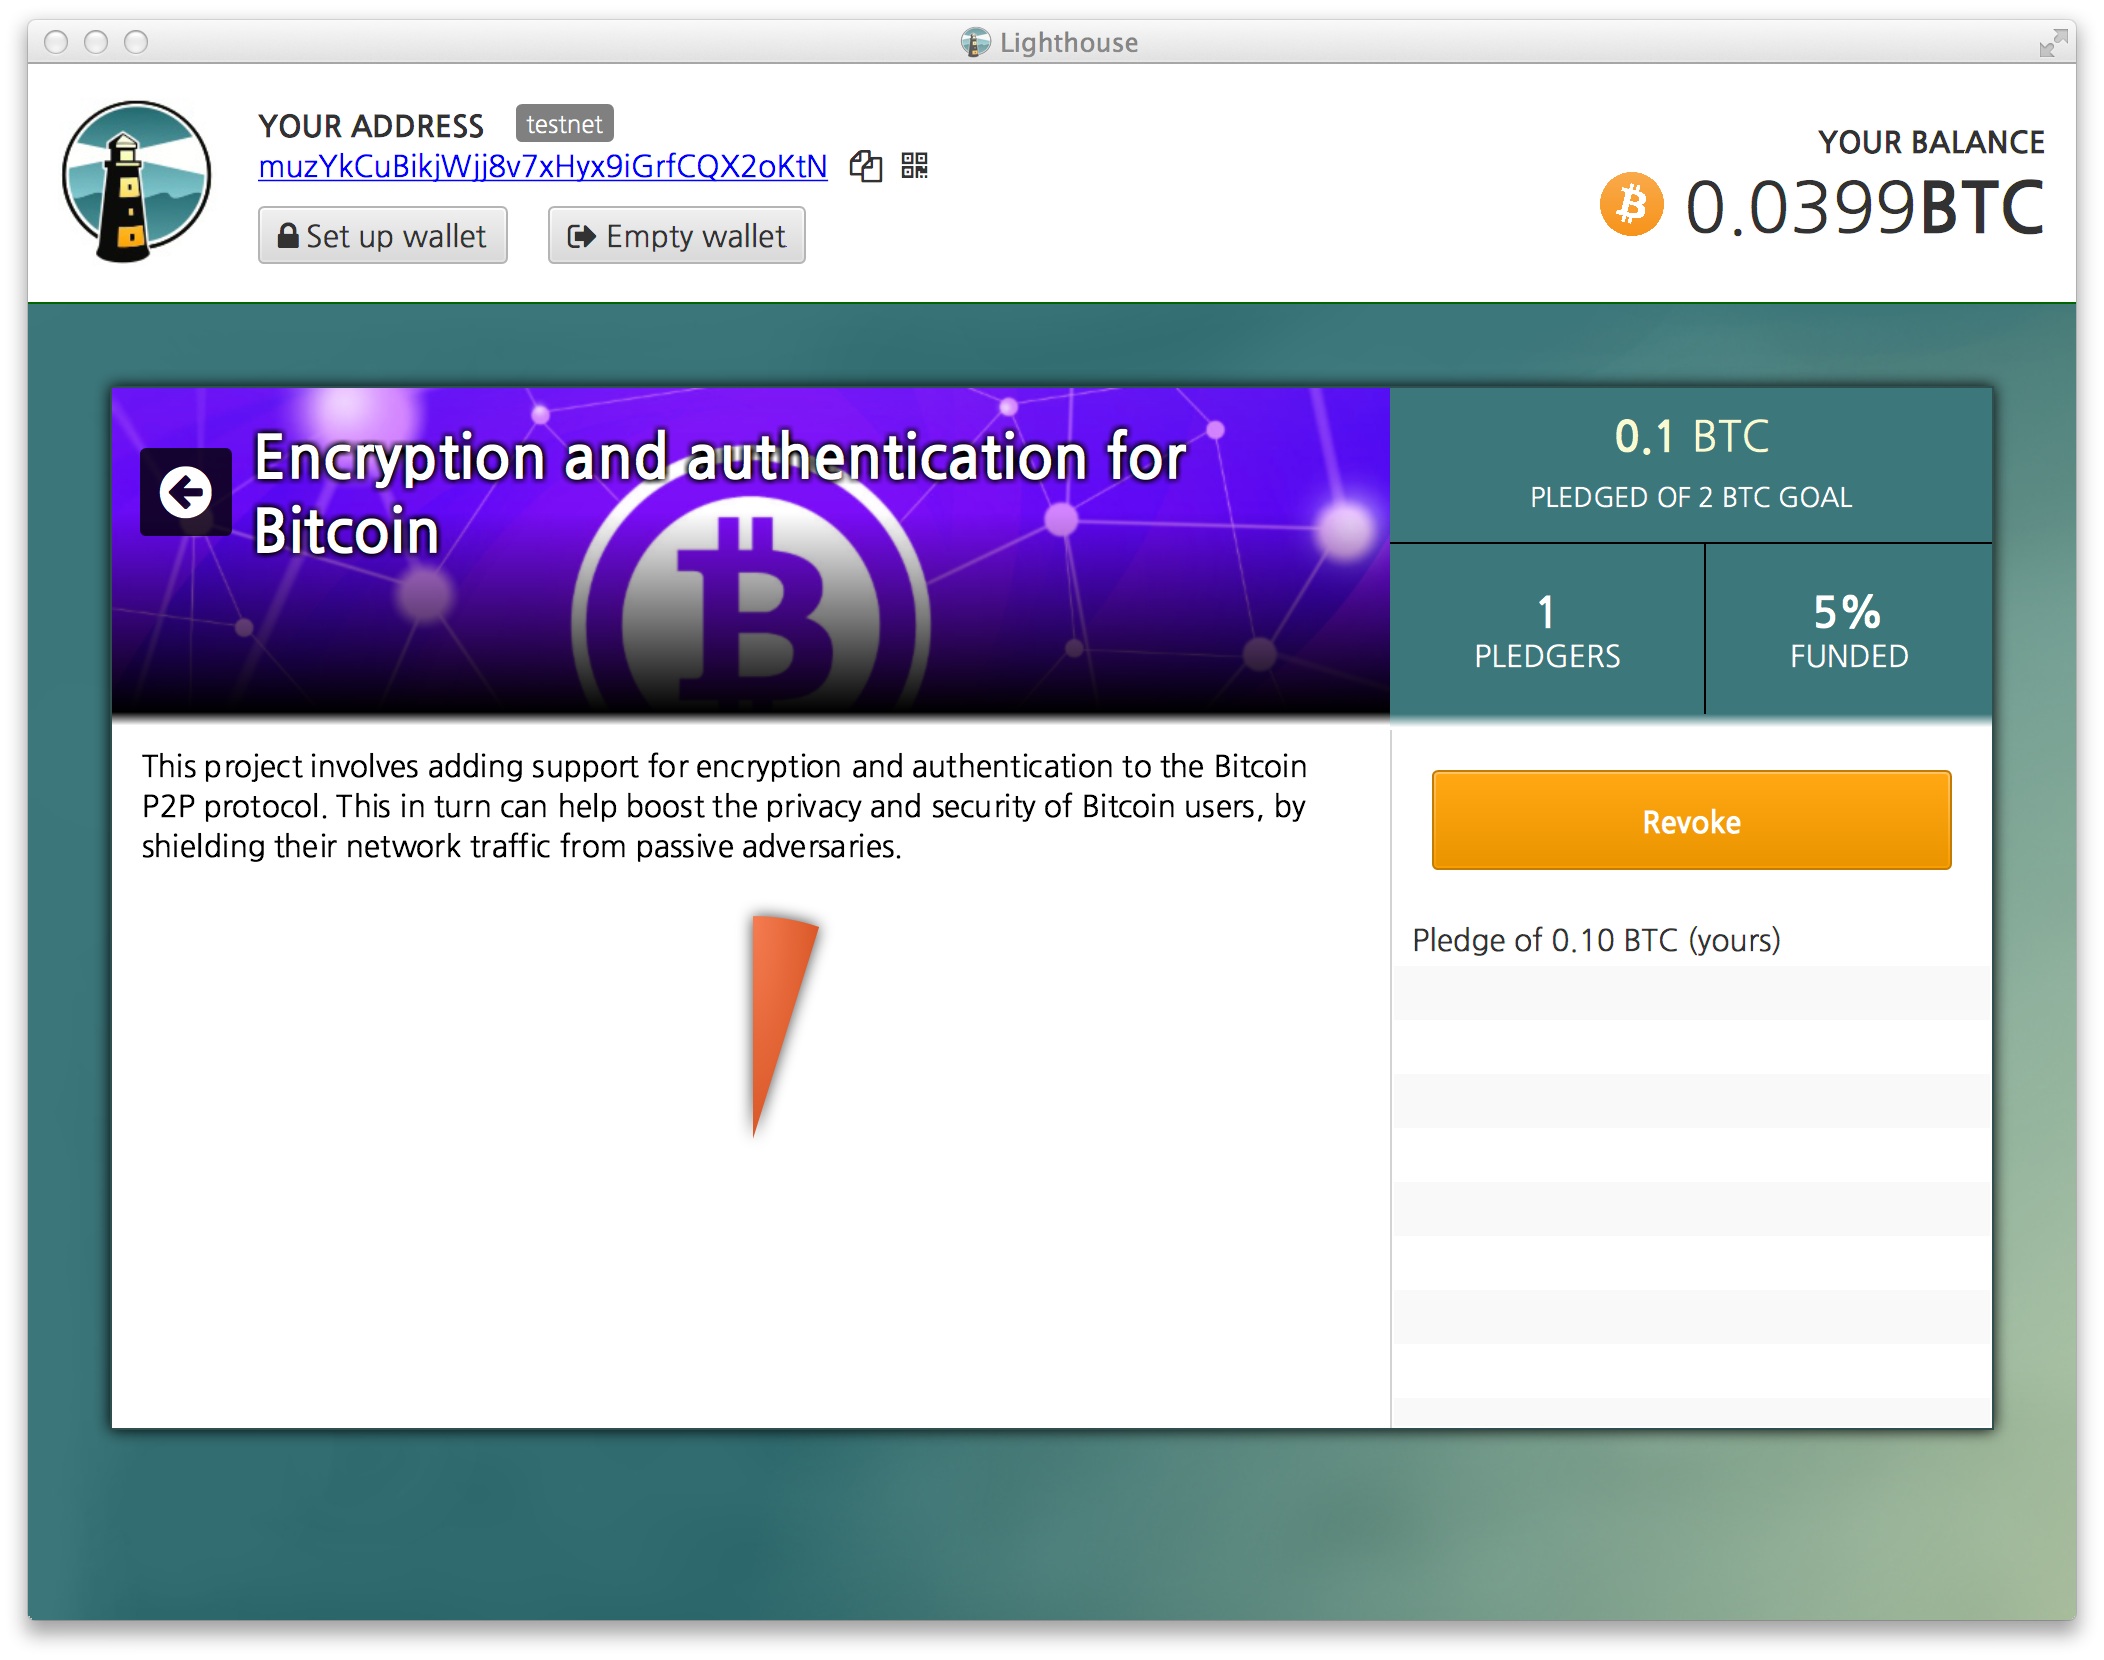 Lighthouse
YOUR ADDRESS testnet
muzYkCuBikjWjj8v7xHyx9iGrfCQX2oKtN
Set up wallet
Empty wallet
YOUR BALANCE
0.0399BTC
Encryption and authentication for
Bitcoin
0.1 BTC
PLEDGED OF 2 BTC GOAL
1
PLEDGERS
5%
FUNDED
This project involves adding support for encryption and authentication to the Bitcoin
P2P protocol. This in turn can help boost the privacy and security of Bitcoin users, by
shielding their network traffic from passive adversaries.
Revoke
Pledge of 0.10 BTC (yours)